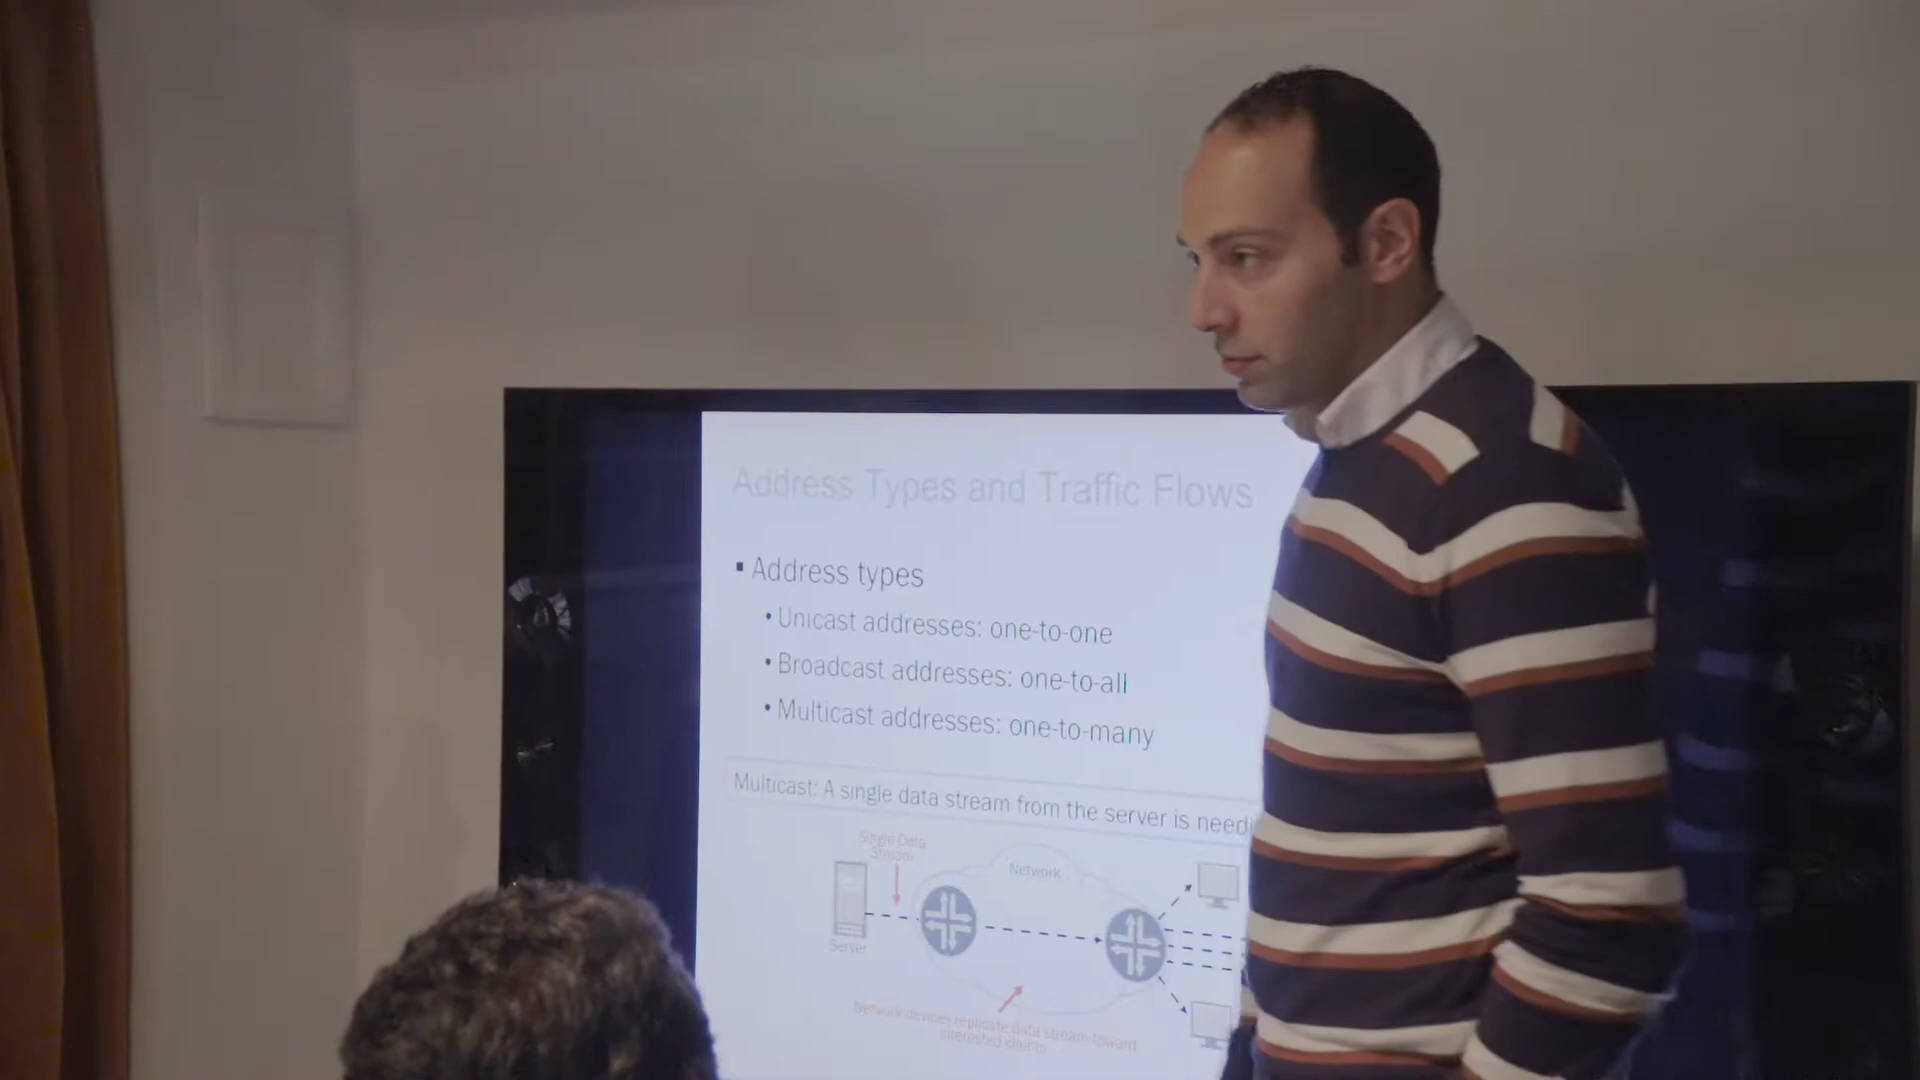 Address Types and Traffic Flows
▪ Address types
• Unicast addresses: one-to-one
• Broadcast addresses: one-to-all
• Multicast addresses: one-to-many
Multicast: A single data stream from the server is needi
Single Data
Stream
Network
Server
Network devices replicate data stream toward
interested clients